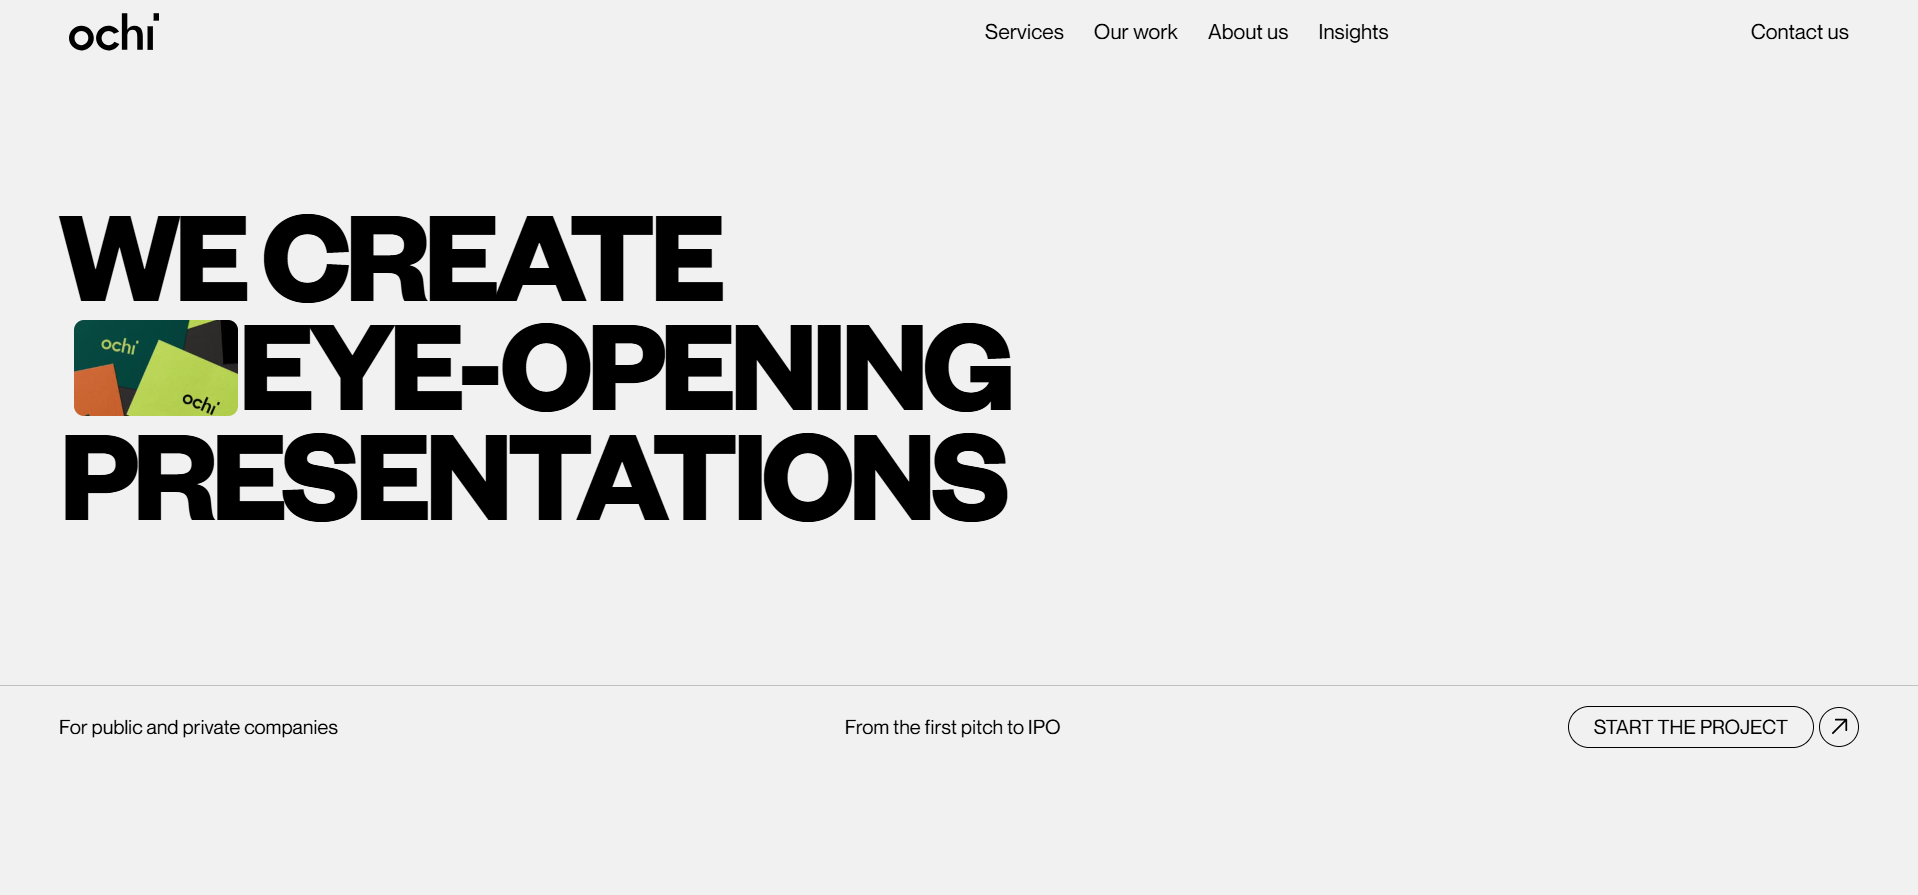 ochi
Services Our work About us Insights Contact us
WE CREATE
ochi
ochi
EYE-OPENING
PRESENTATIONS
For public and private companies From the first pitch to IPO START THE PROJECT